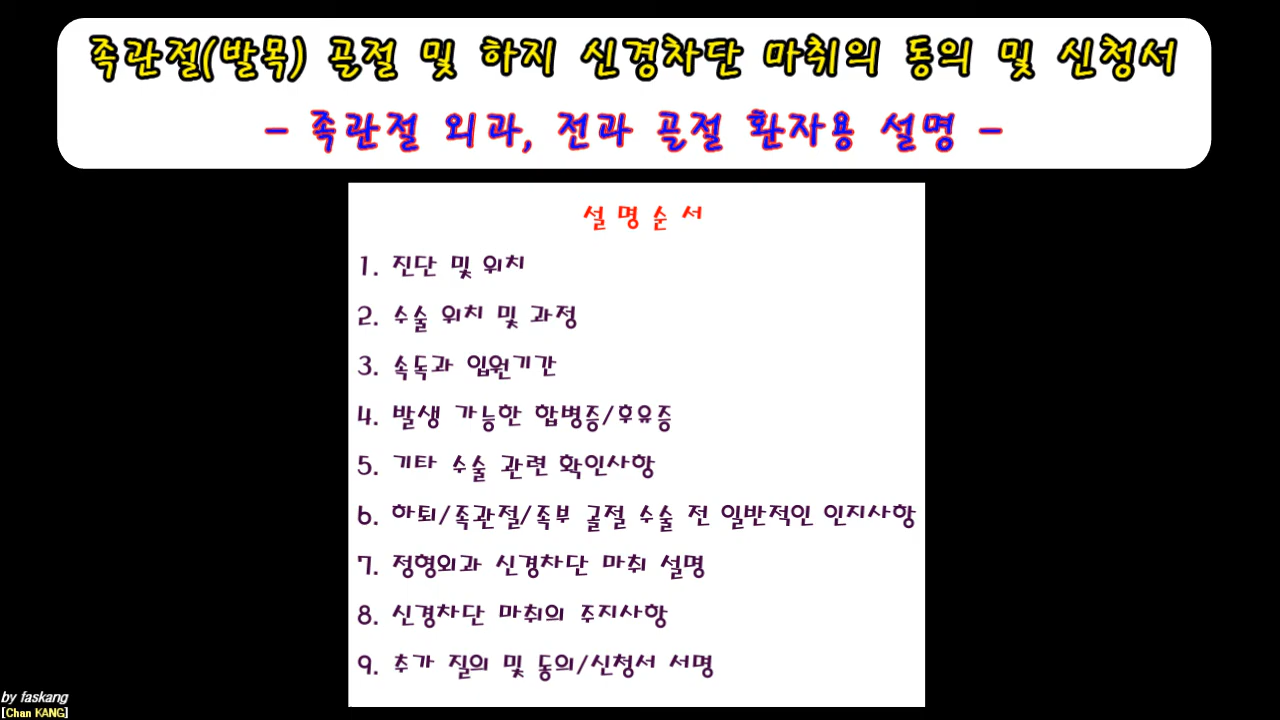 족관절(발목) 골절 및 하지 신경차단 마취의 동의 및 신청서
- 족관절 외과, 전과 골절 환자용 설명 -
설 명 순 서
1. 진단 및 위치
2. 수술 위치 및 과정
3. 속독과 입원기간
4. 발생 가능한 합병증/후유증
5. 기타 수술 관련 확인사항
6. 하퇴/족관절/족부 골절 수술 전 일반적인 인지사항
7. 정형외과 신경차단 마취 설명
8. 신경차단 마취의 주지사항
9. 추가 질의 및 동의/신청서 서명
by faskang
[Chan KANG]